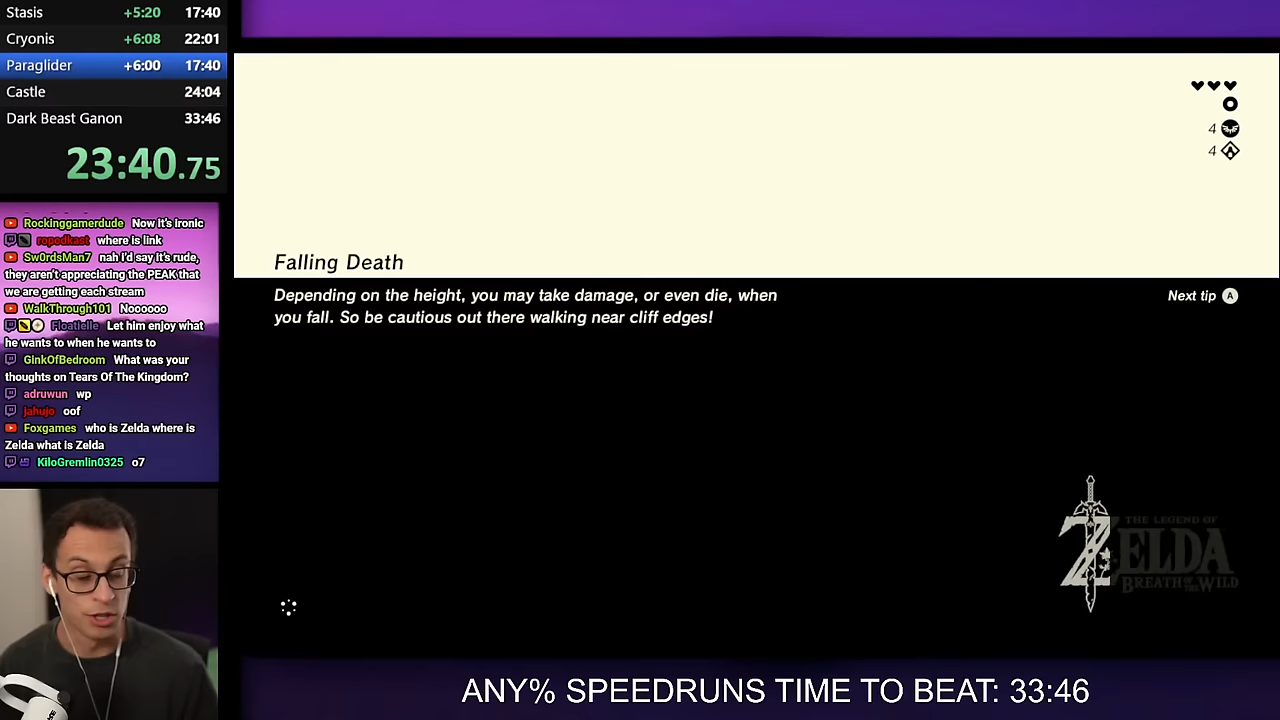 Stasis +5:20 17:40
Cryonis +6:08 22:01
Paraglider +6:00 17:40
Castle 24:04
Dark Beast Ganon 33:46
23:40.75
Rockinggamerdude Now it's ironic
ropodkast where is link
Sw0rdsMan7 nah I'd say it's rude,
they aren't appreciating the PEAK that
we are getting each stream
WalkThrough101 Noooooo
Floatielle Let him enjoy what
he wants to when he wants to
GinkOfBedroom What was your
thoughts on Tears Of The Kingdom?
adruwun wp
jahujo oof
Foxgames who is Zelda where is
Zelda what is Zelda
KiloGremlin0325 o7
4
4
Falling Death
Depending on the height, you may take damage, or even die, when
you fall. So be cautious out there walking near cliff edges!
Next tip A
THE LEGEND OF
ZELDA
BREATH OF THE WILD
ANY% SPEEDRUNS TIME TO BEAT: 33:46